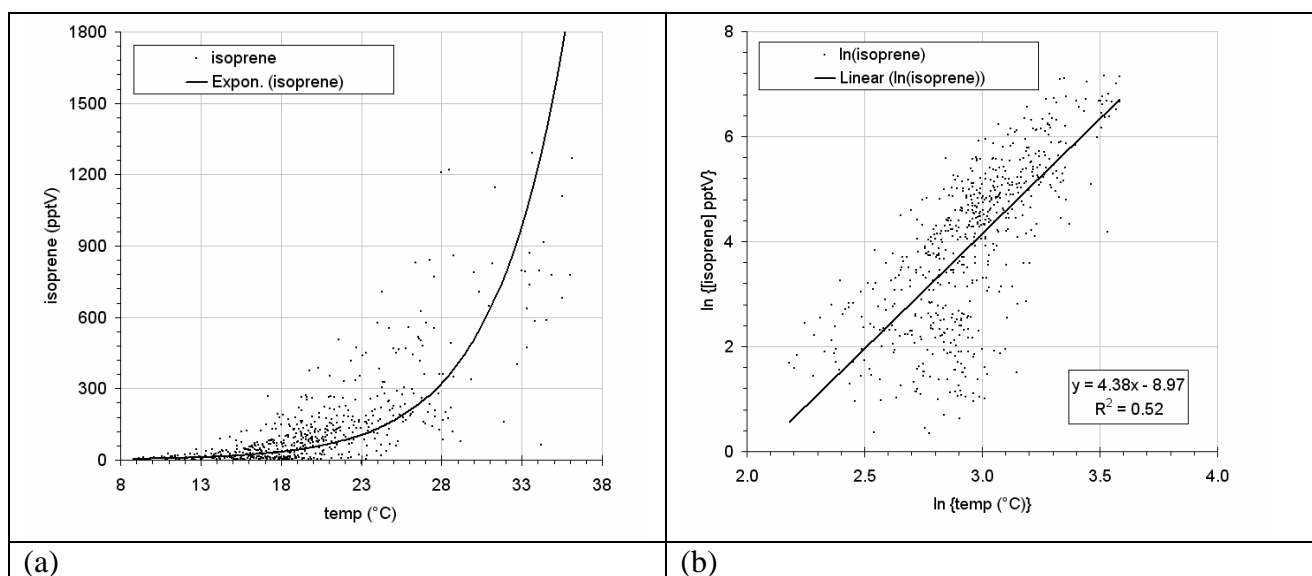 1800
1500
1200
900
600
300
0
isoprene (pptV)
isoprene
Expon. (isoprene)
8 13 18 23 28 33 38
temp (°C)
(a)
8
6
4
2
0
ln {[isoprene] pptV}
ln(isoprene)
Linear (ln(isoprene))
y = 4.38x - 8.97
R² = 0.52
2.0 2.5 3.0 3.5 4.0
ln {temp (°C)}
(b)